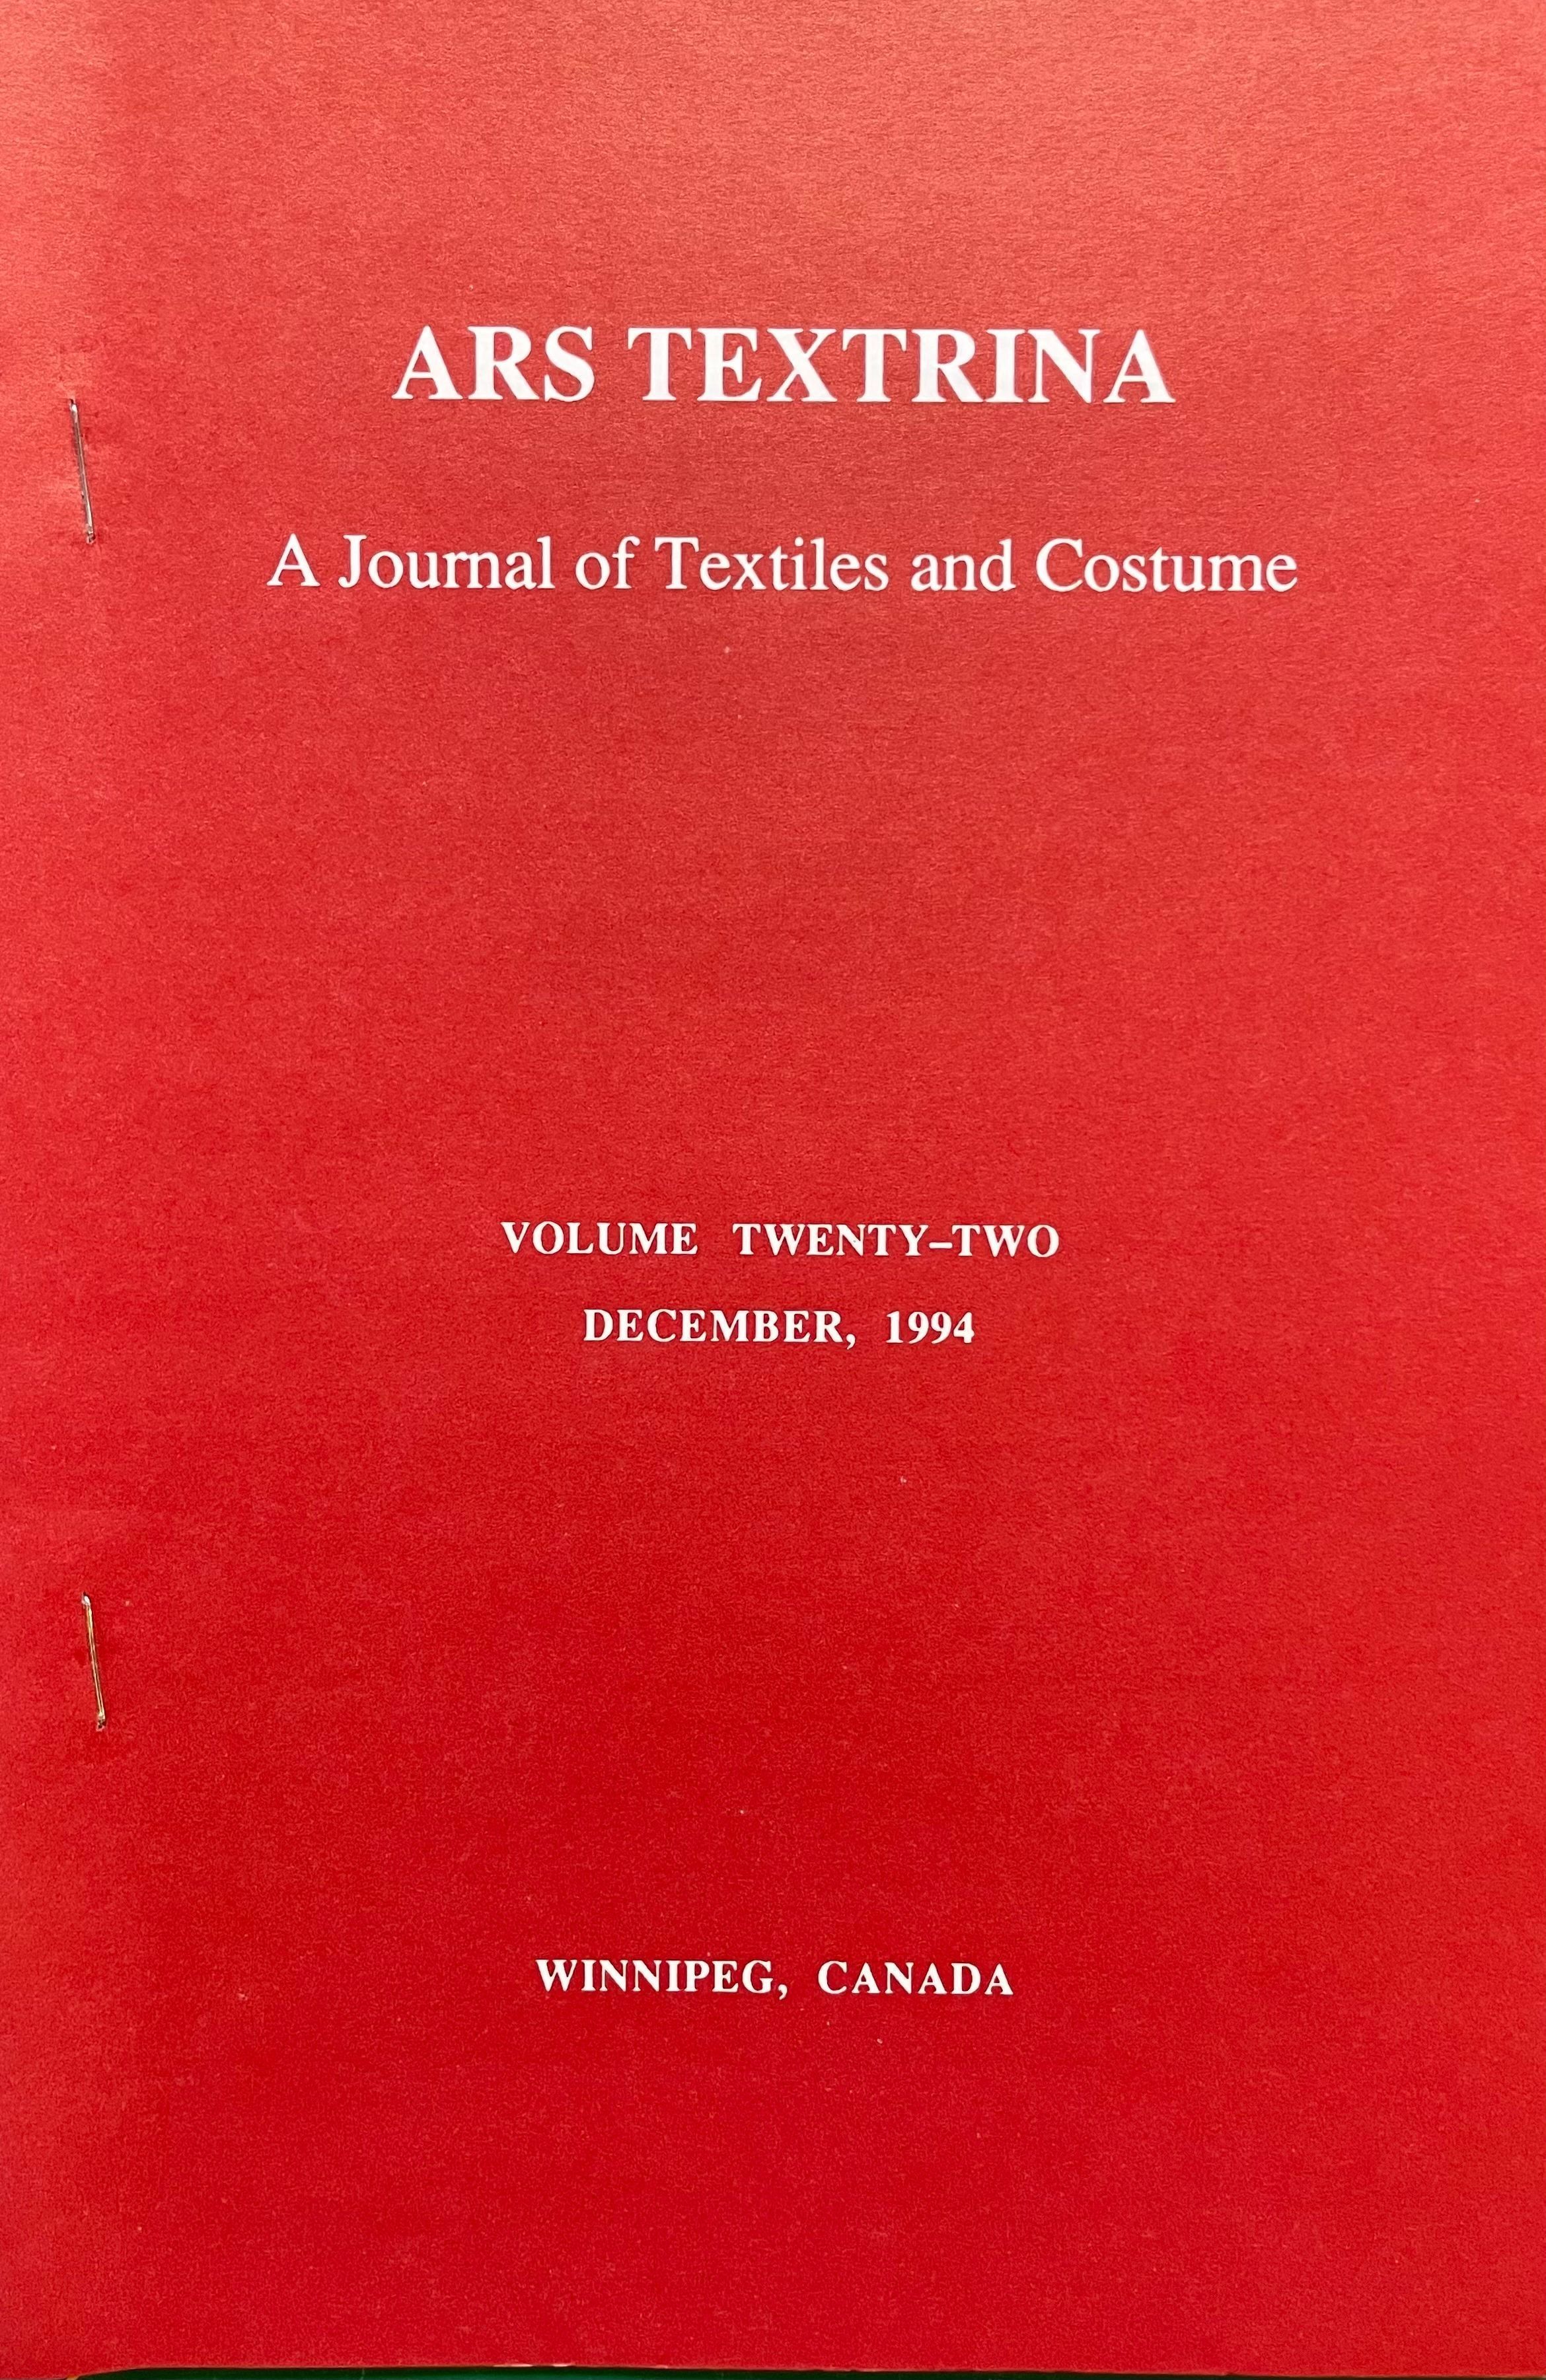 ARS TEXTRINA
A Journal of Textiles and Costume
VOLUME TWENTY–TWO
DECEMBER, 1994
WINNIPEG, CANADA